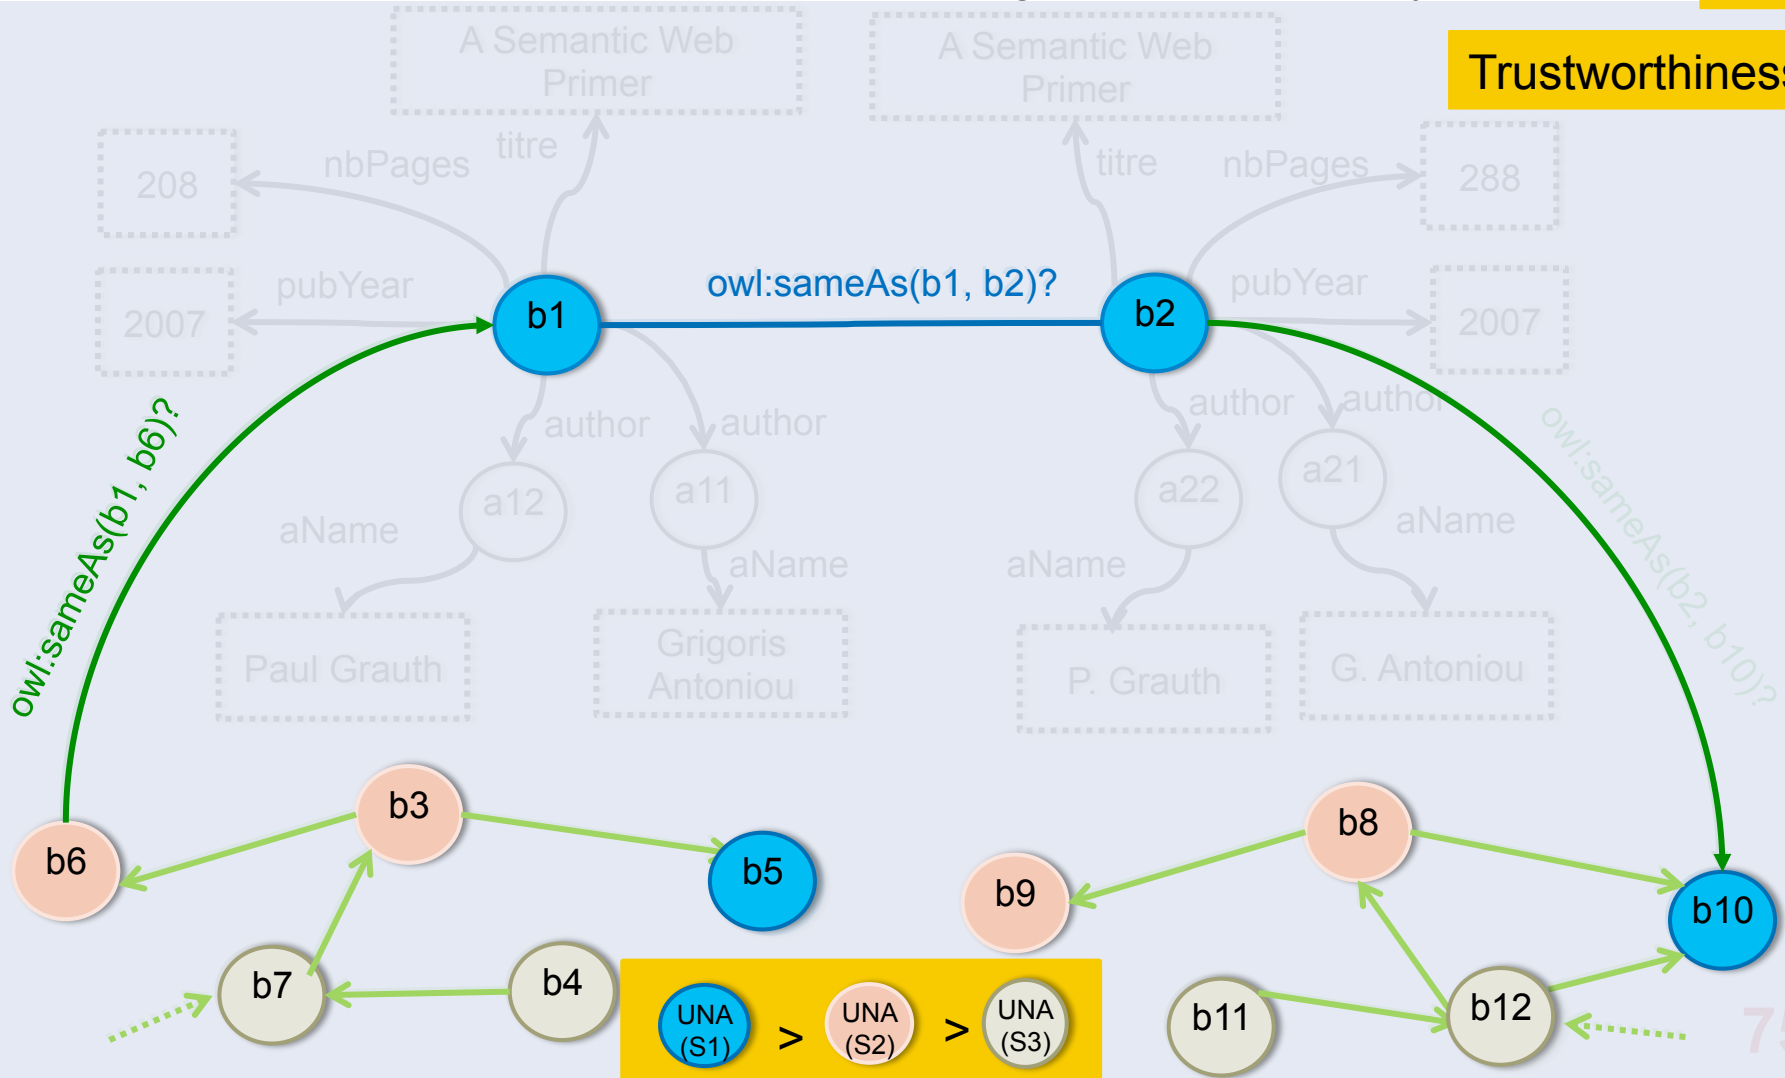 Trustworthiness
A Semantic Web
Primer
A Semantic Web
Primer
titre
nbPages
208
titre
nbPages
288
pubYear
2007
owl:sameAs(b1, b2)?
b1
b2
pubYear
2007
author
author
author
author
owl:sameAs(b1, b6)?
owl:sameAs(b2, b10)?
a12
a11
a22
a21
aName
aName
aName
aName
Paul Grauth
Grigoris
Antoniou
P. Grauth
G. Antoniou
b6
b3
b5
b7
b4
b8
b9
b10
b11
b12
UNA
(S1)
>
UNA
(S2)
>
UNA
(S3)
75